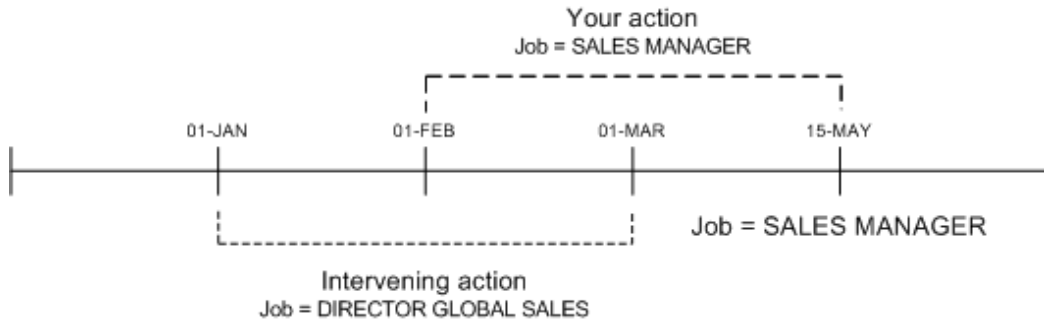 Your action
Job = SALES MANAGER
01-JAN 01-FEB 01-MAR 15-MAY
Job = SALES MANAGER
Intervening action
Job = DIRECTOR GLOBAL SALES